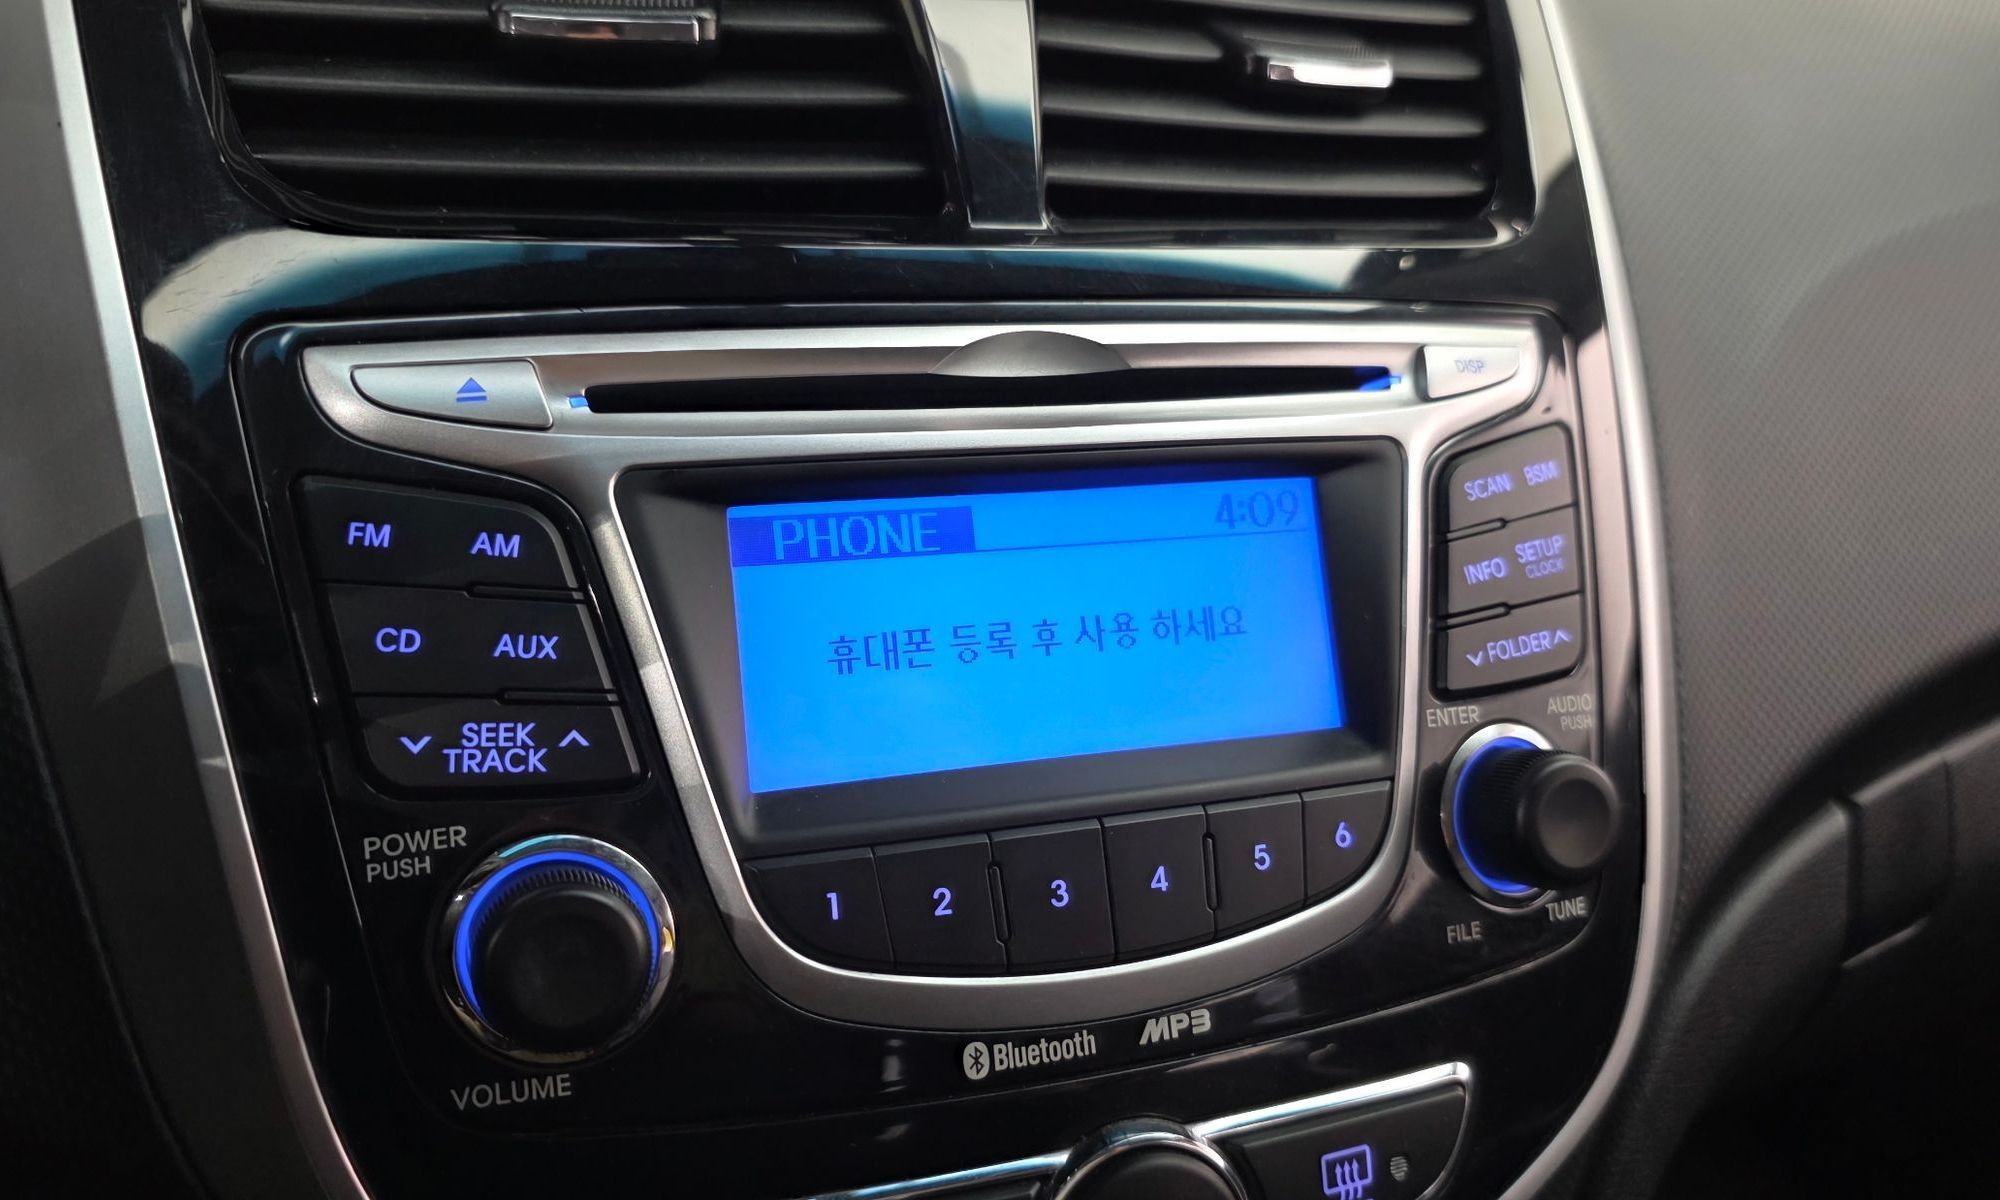 DISP
SCAN BSM
FM AM
PHONE 4:09
INFO SETUP
CLOCK
CD AUX
휴대폰 등록 후 사용 하세요
FOLDER
SEEK
TRACK
ENTER AUDIO
PUSH
POWER
PUSH
1 2 3 4 5 6
FILE TUNE
VOLUME
Bluetooth MP3